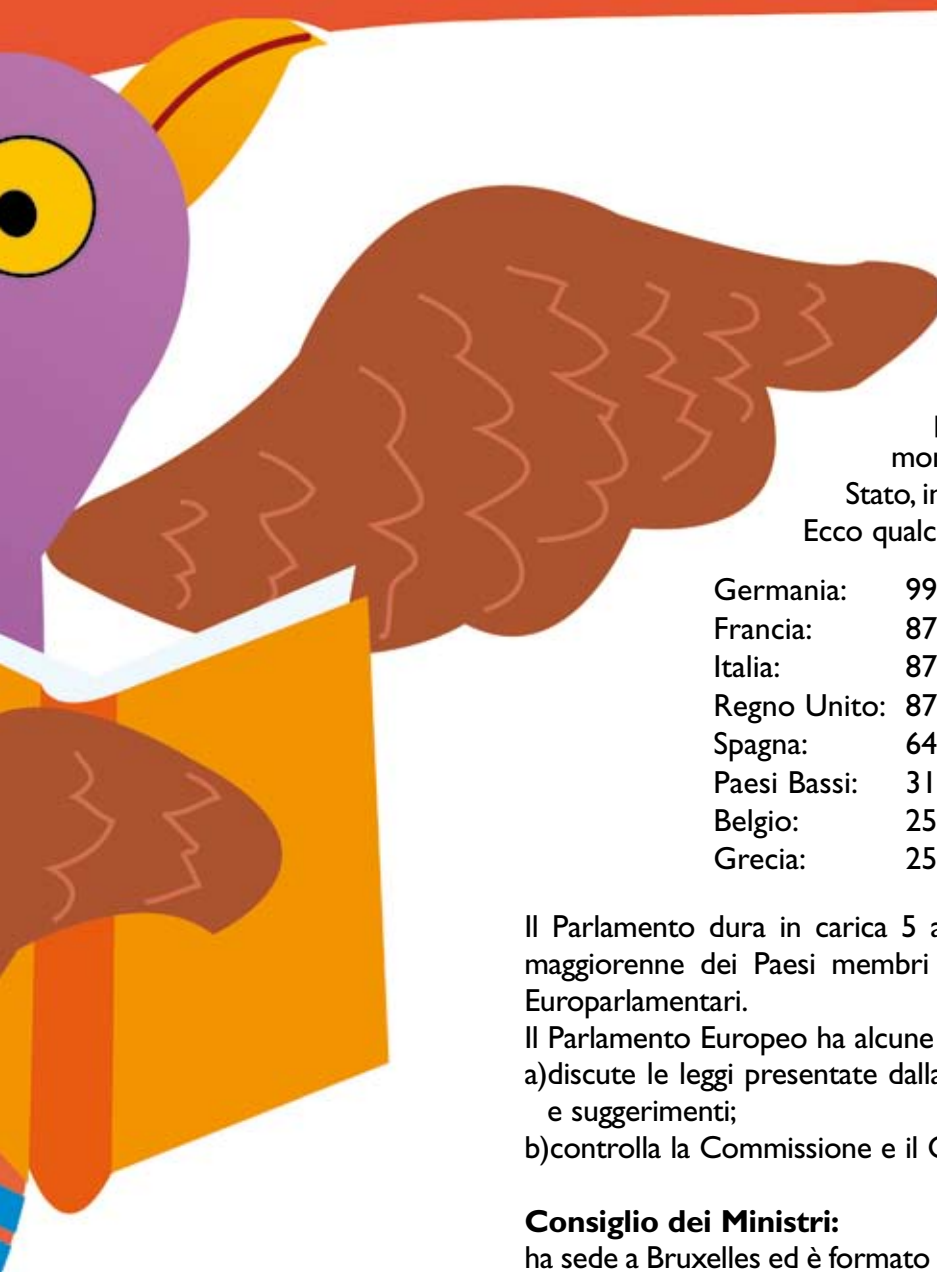 mor
Stato, in
Ecco qualc
Germania: 99
Francia: 87
Italia: 87
Regno Unito: 87
Spagna: 64
Paesi Bassi: 31
Belgio: 25
Grecia: 25
Il Parlamento dura in carica 5 a
maggiorenne dei Paesi membri
Europarlamentari.
Il Parlamento Europeo ha alcune
a)discute le leggi presentate dalla
e suggerimenti;
b)controlla la Commissione e il C
Consiglio dei Ministri:
ha sede a Bruxelles ed è formato